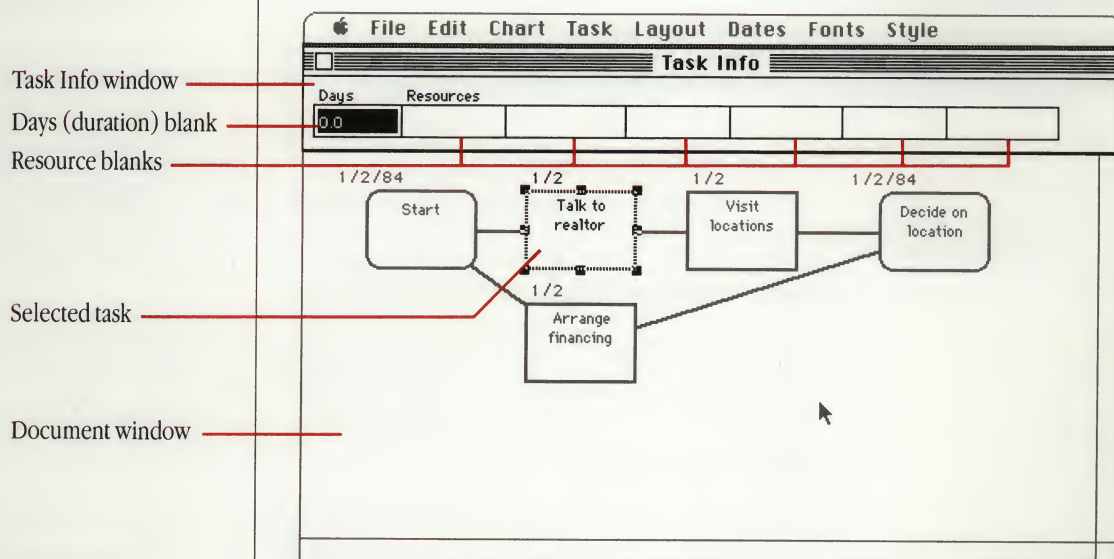 File Edit Chart Task Layout Dates Fonts Style
Task Info
Task Info window
Days Resources
Days (duration) blank
0.0
Resource blanks
1/2/84 1/2 1/2 1/2/84
Start
Talk to
realtor
Visit
locations
Decide on
location
Selected task
1/2
Arrange
financing
Document window